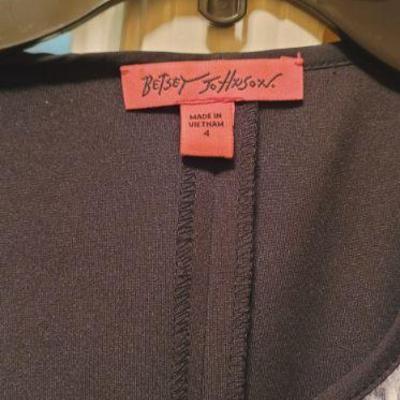 BETSEY JOHNSON.
MADE IN
VIETNAM
4